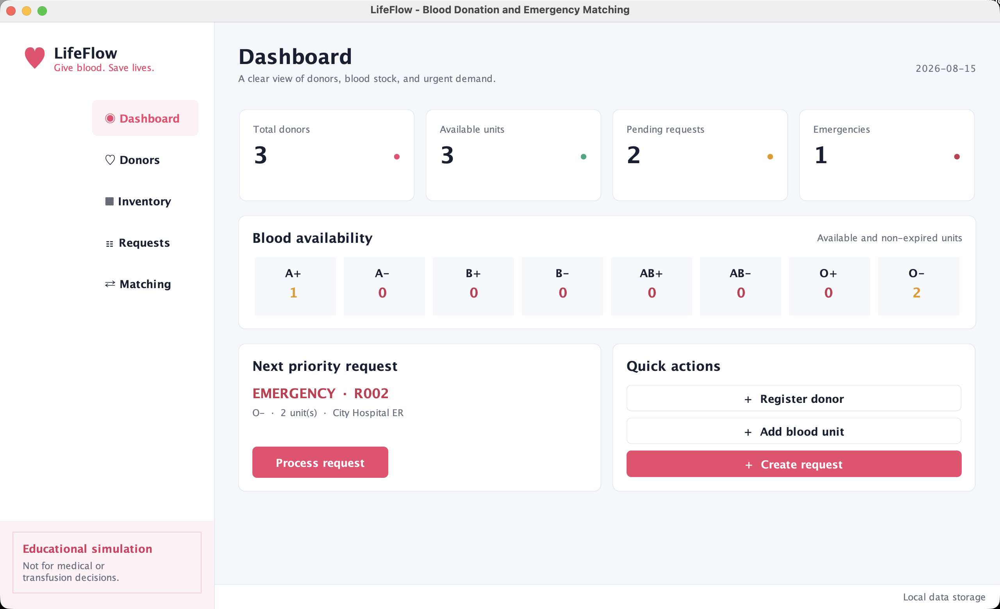 LifeFlow - Blood Donation and Emergency Matching
LifeFlow
Give blood. Save lives.
Dashboard
Donors
Inventory
Requests
Matching
Educational simulation
Not for medical or
transfusion decisions.
Dashboard
A clear view of donors, blood stock, and urgent demand.
2026-08-15
Total donors
3
Available units
3
Pending requests
2
Emergencies
1
Blood availability
Available and non-expired units
A+ A- B+ B- AB+ AB- O+ O-
1 0 0 0 0 0 0 2
Next priority request
EMERGENCY · R002
O- · 2 unit(s) · City Hospital ER
Process request
Quick actions
+ Register donor
+ Add blood unit
+ Create request
Local data storage